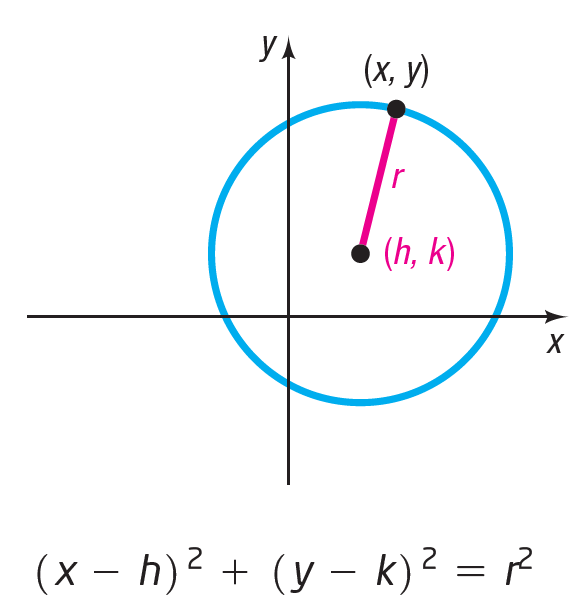 y
(x, y)
r
(h, k)
x
(x − h)² + (y − k)² = r²